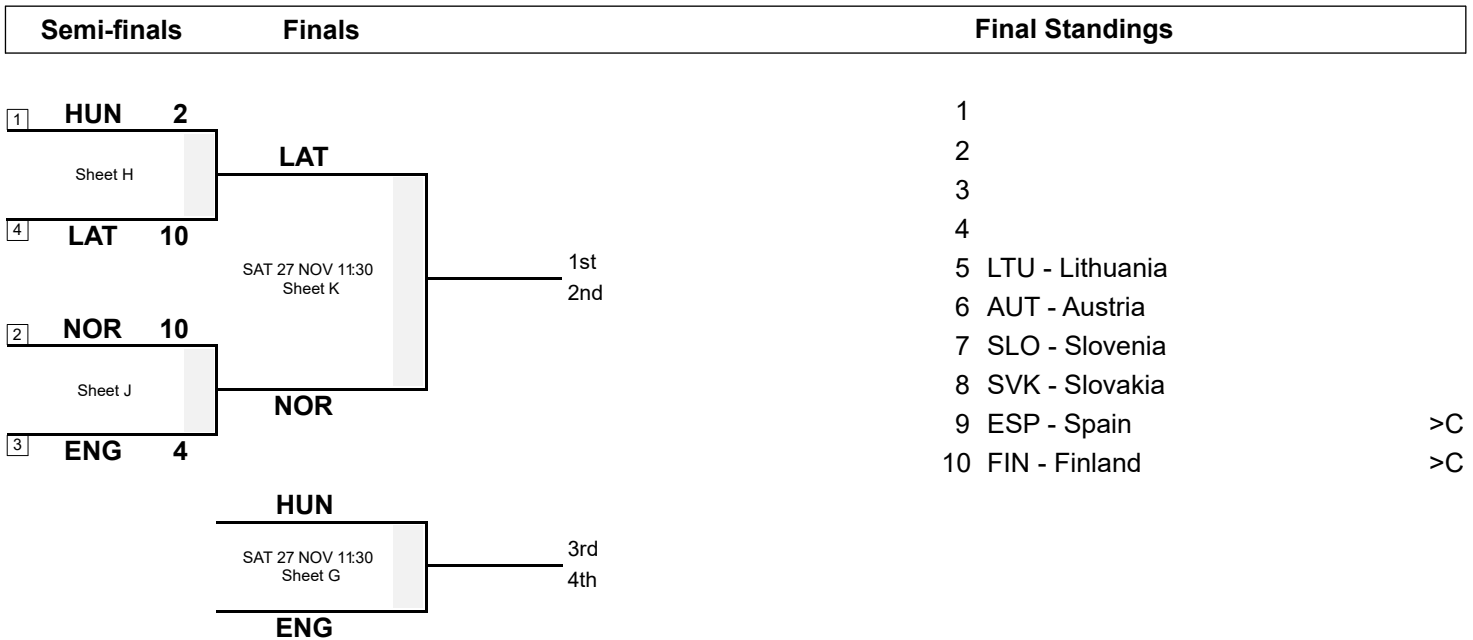 Semi-finals Finals Final Standings
1 HUN 2
Sheet H
4 LAT 10
2 NOR 10
Sheet J
3 ENG 4
LAT
SAT 27 NOV 11:30
Sheet K
NOR
1st
2nd
HUN
SAT 27 NOV 11:30
Sheet G
ENG
3rd
4th
1
2
3
4
5 LTU - Lithuania
6 AUT - Austria
7 SLO - Slovenia
8 SVK - Slovakia
9 ESP - Spain >C
10 FIN - Finland >C